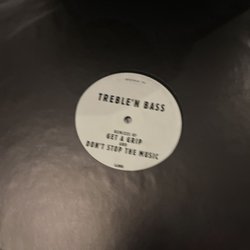 TREBLE'N BASS
REMIXES OF
GET A GRIP
AND
DON'T STOP THE MUSIC